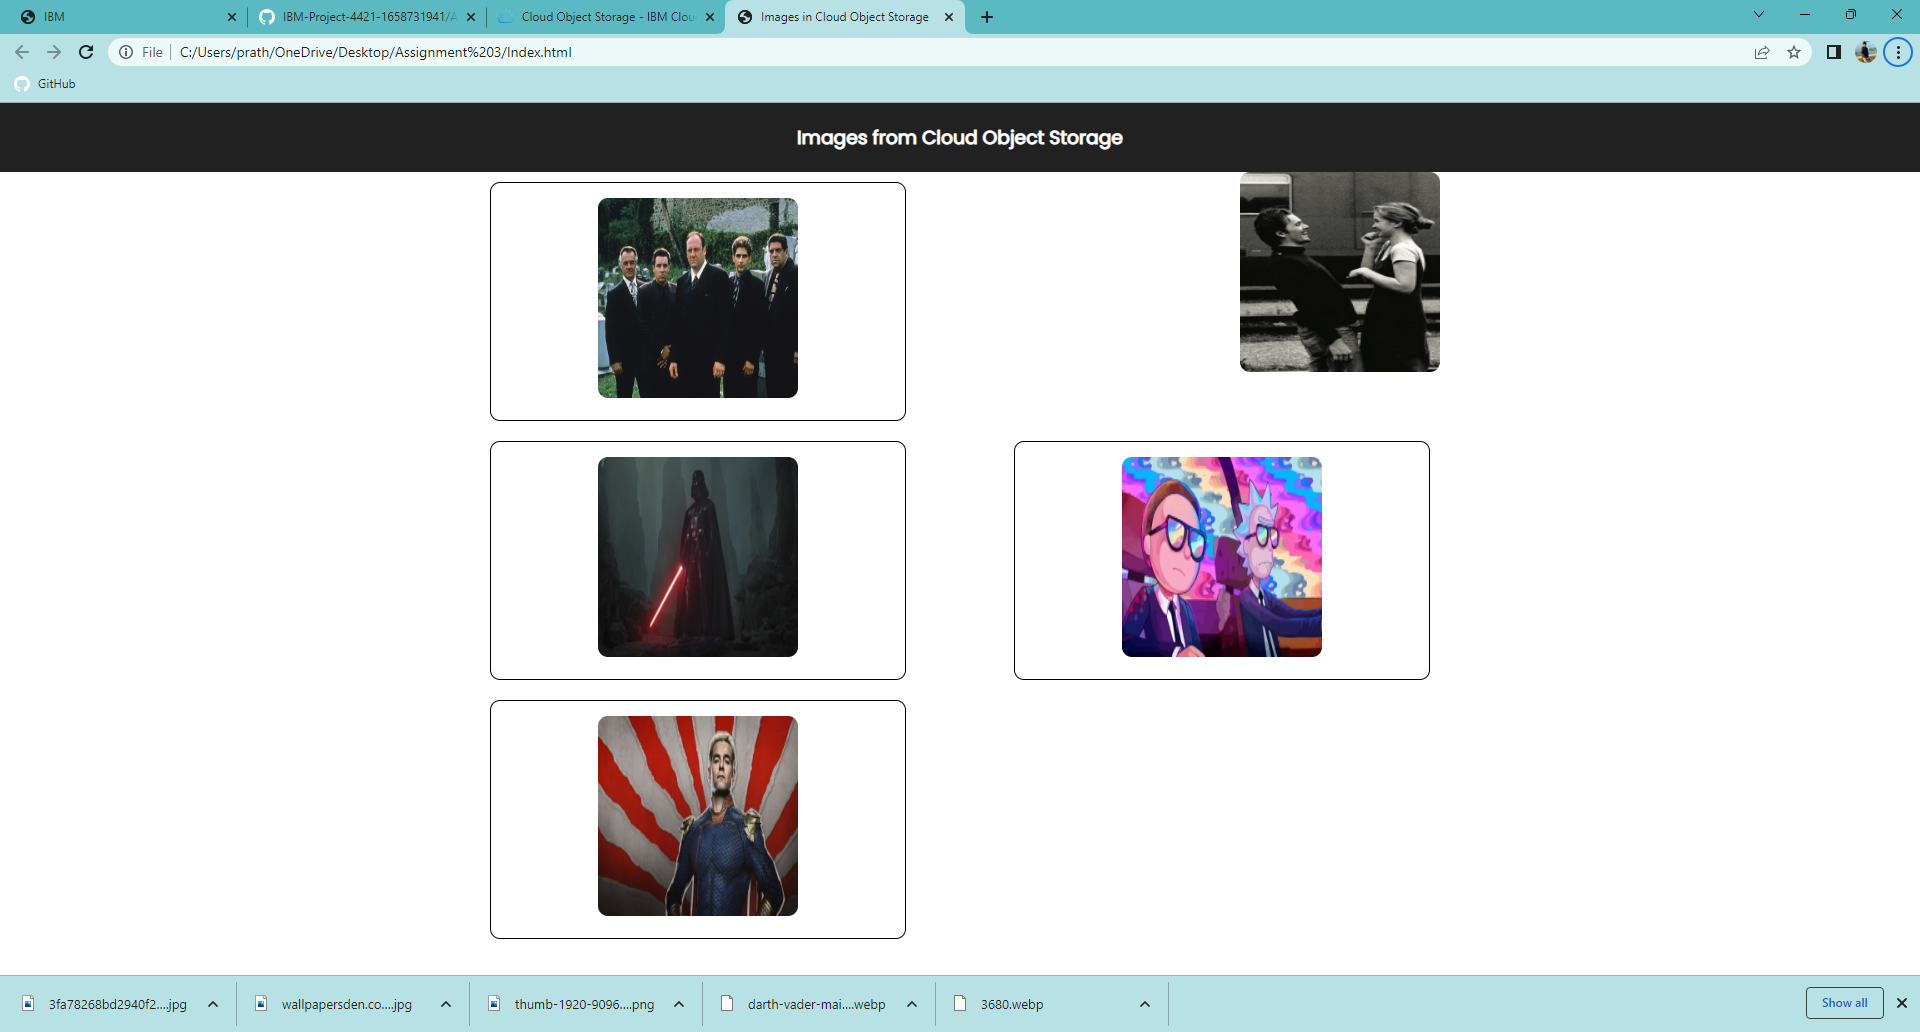 IBM
IBM-Project-4421-1658731941/A
Cloud Object Storage - IBM Clou
Images in Cloud Object Storage
File
C:/Users/prath/OneDrive/Desktop/Assignment%203/Index.html
GitHub
Images from Cloud Object Storage
3fa78268bd2940f2....jpg
wallpapersden.co....jpg
thumb-1920-9096....png
darth-vader-mai....webp
3680.webp
Show all